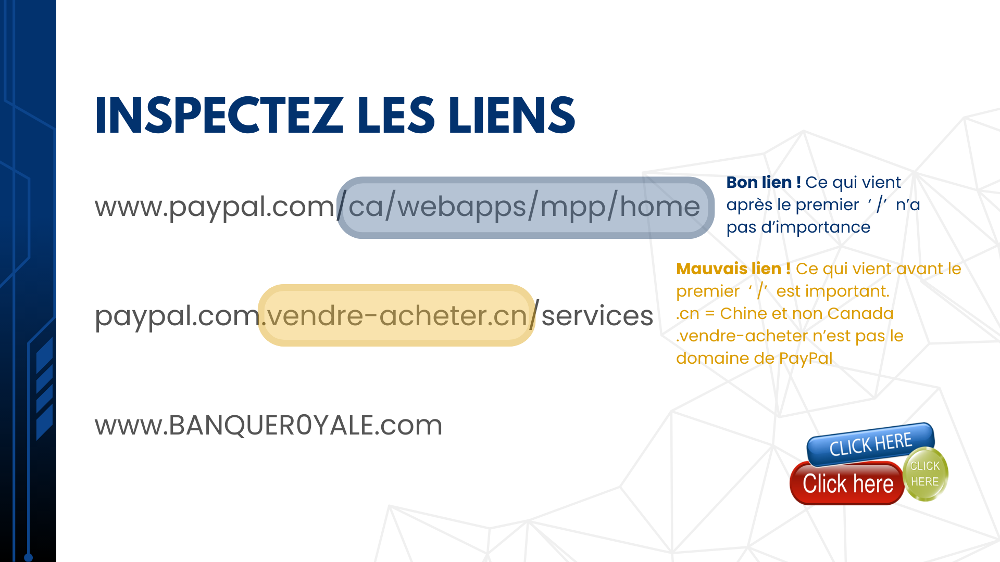 INSPECTEZ LES LIENS
www.paypal.com/ca/webapps/mpp/home
Bon lien ! Ce qui vient
après le premier ‘ /’ n’a
pas d’importance
paypal.com.vendre-acheter.cn/services
Mauvais lien ! Ce qui vient avant le
premier ‘ /’ est important.
.cn = Chine et non Canada
.vendre-acheter n’est pas le
domaine de PayPal
www.BANQUER0YALE.com
CLICK HERE
Click here
CLICK
HERE